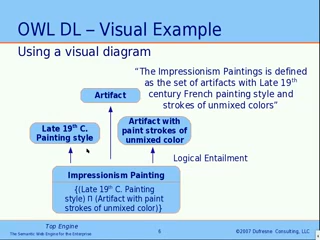 OWL DL – Visual Example
Using a visual diagram
“The Impressionism Paintings is defined
as the set of artifacts with Late 19th
century French painting style and
strokes of unmixed colors”
Artifact
Late 19th C.
Painting style
Artifact with
paint strokes of
unmixed color
Logical Entailment
Impressionism Painting
{(Late 19th C. Painting
style) Π (Artifact with paint
strokes of unmixed color)}
Top Engine
The Semantic Web Engine for the Enterprise
6
©2007 Dufresne Consulting, LLC